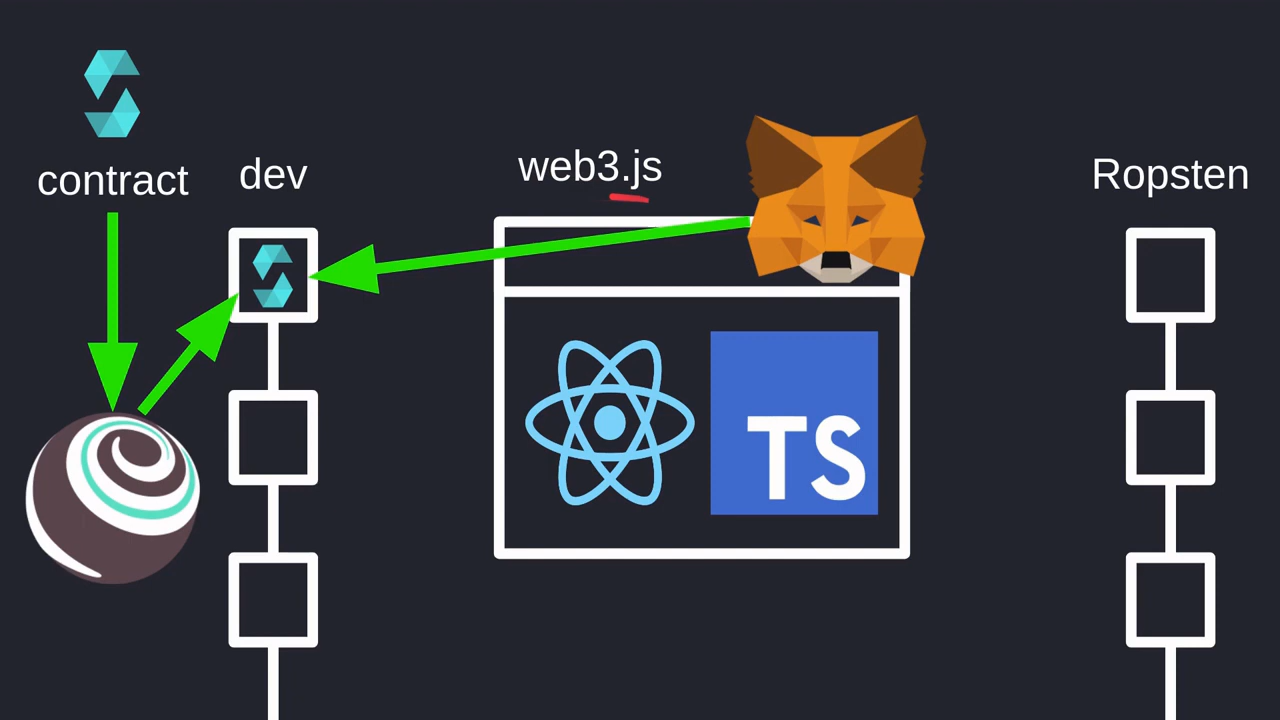 contract
dev
web3.js
Ropsten
TS